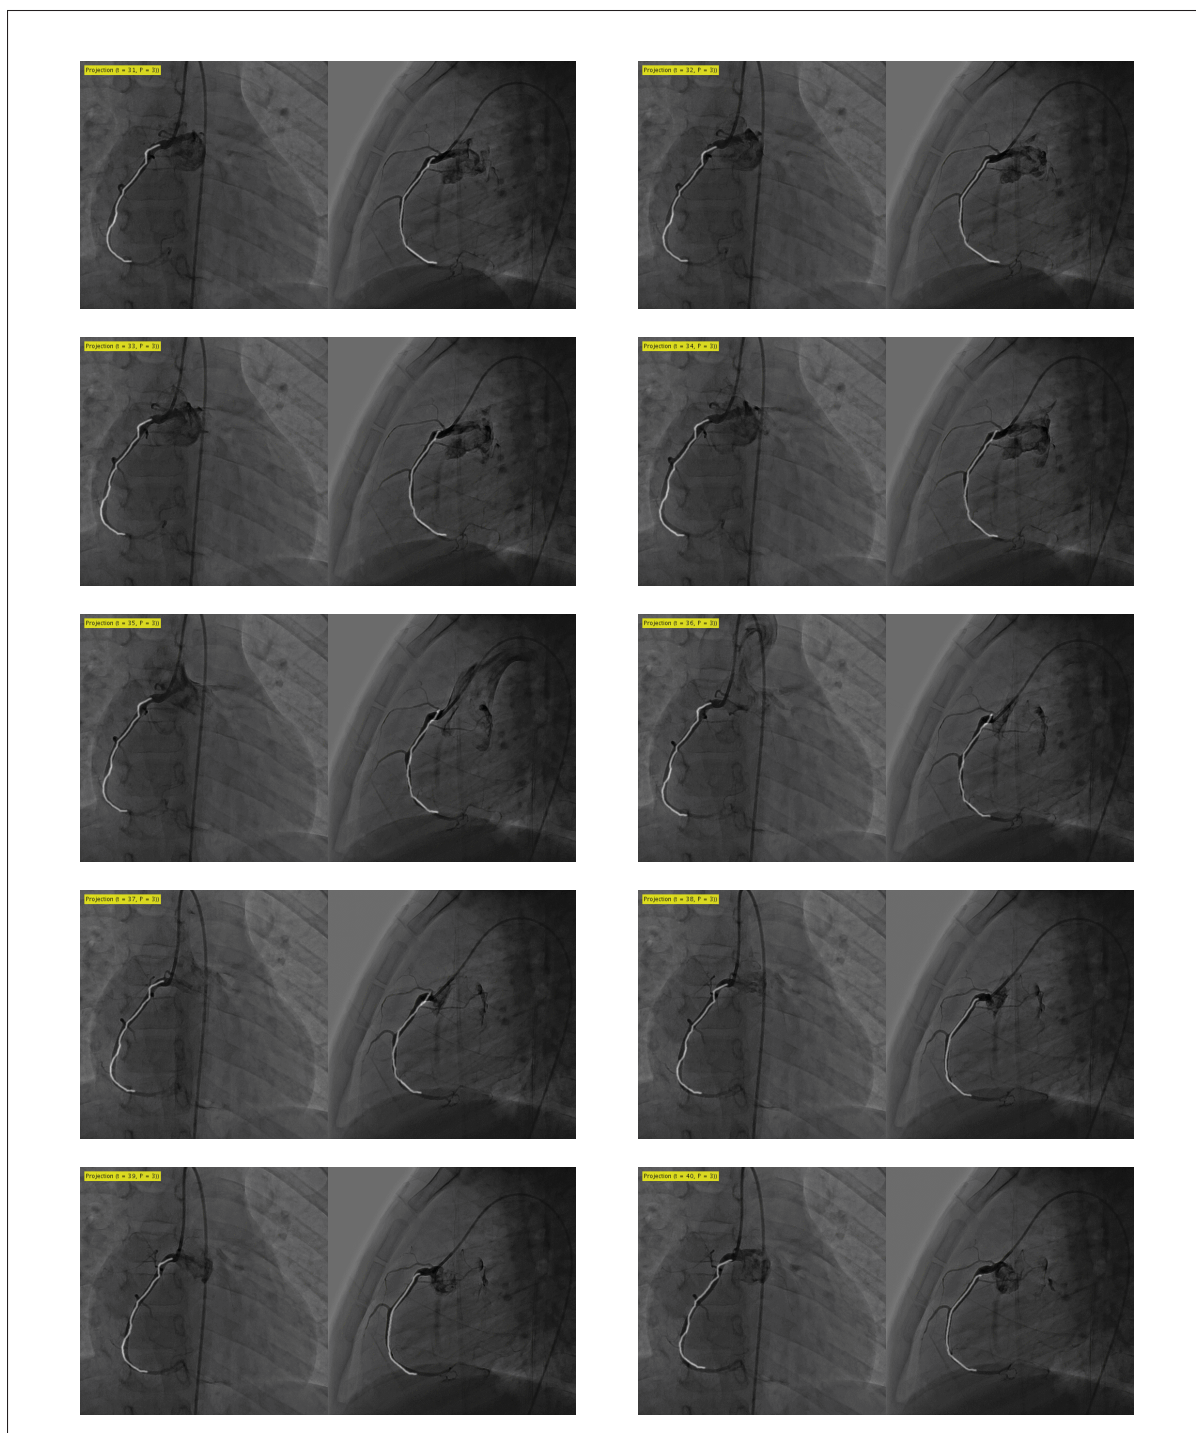 Projection (t = 31, P = 3))
Projection (t = 32, P = 3))
Projection (t = 33, P = 3))
Projection (t = 34, P = 3))
Projection (t = 35, P = 3))
Projection (t = 36, P = 3))
Projection (t = 37, P = 3))
Projection (t = 38, P = 3))
Projection (t = 39, P = 3))
Projection (t = 40, P = 3))